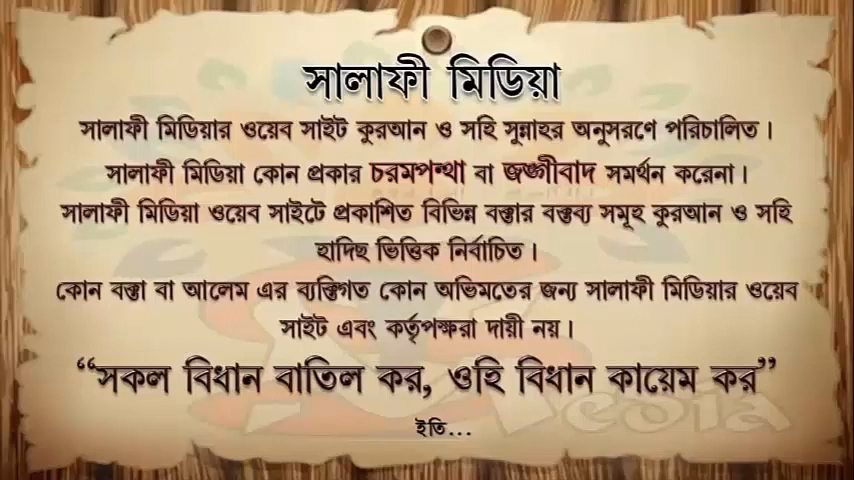 সালাফী মিডিয়া
সালাফী মিডিয়ার ওয়েব সাইট কুরআন ও সহি সুন্নাহর অনুসরণে পরিচালিত।
সালাফী মিডিয়া কোন প্রকার চরমপন্থা বা জঙ্গীবাদ সমর্থন করেনা।
সালাফী মিডিয়া ওয়েব সাইটে প্রকাশিত বিভিন্ন বক্তার বক্তব্য সমূহ কুরআন ও সহি
হাদিছ ভিত্তিক নির্বাচিত।
কোন বক্তা বা আলেম এর ব্যক্তিগত কোন অভিমতের জন্য সালাফী মিডিয়ার ওয়েব
সাইট এবং কর্তৃপক্ষরা দায়ী নয়।
“সকল বিধান বাতিল কর, ওহি বিধান কায়েম কর”
ইতি...